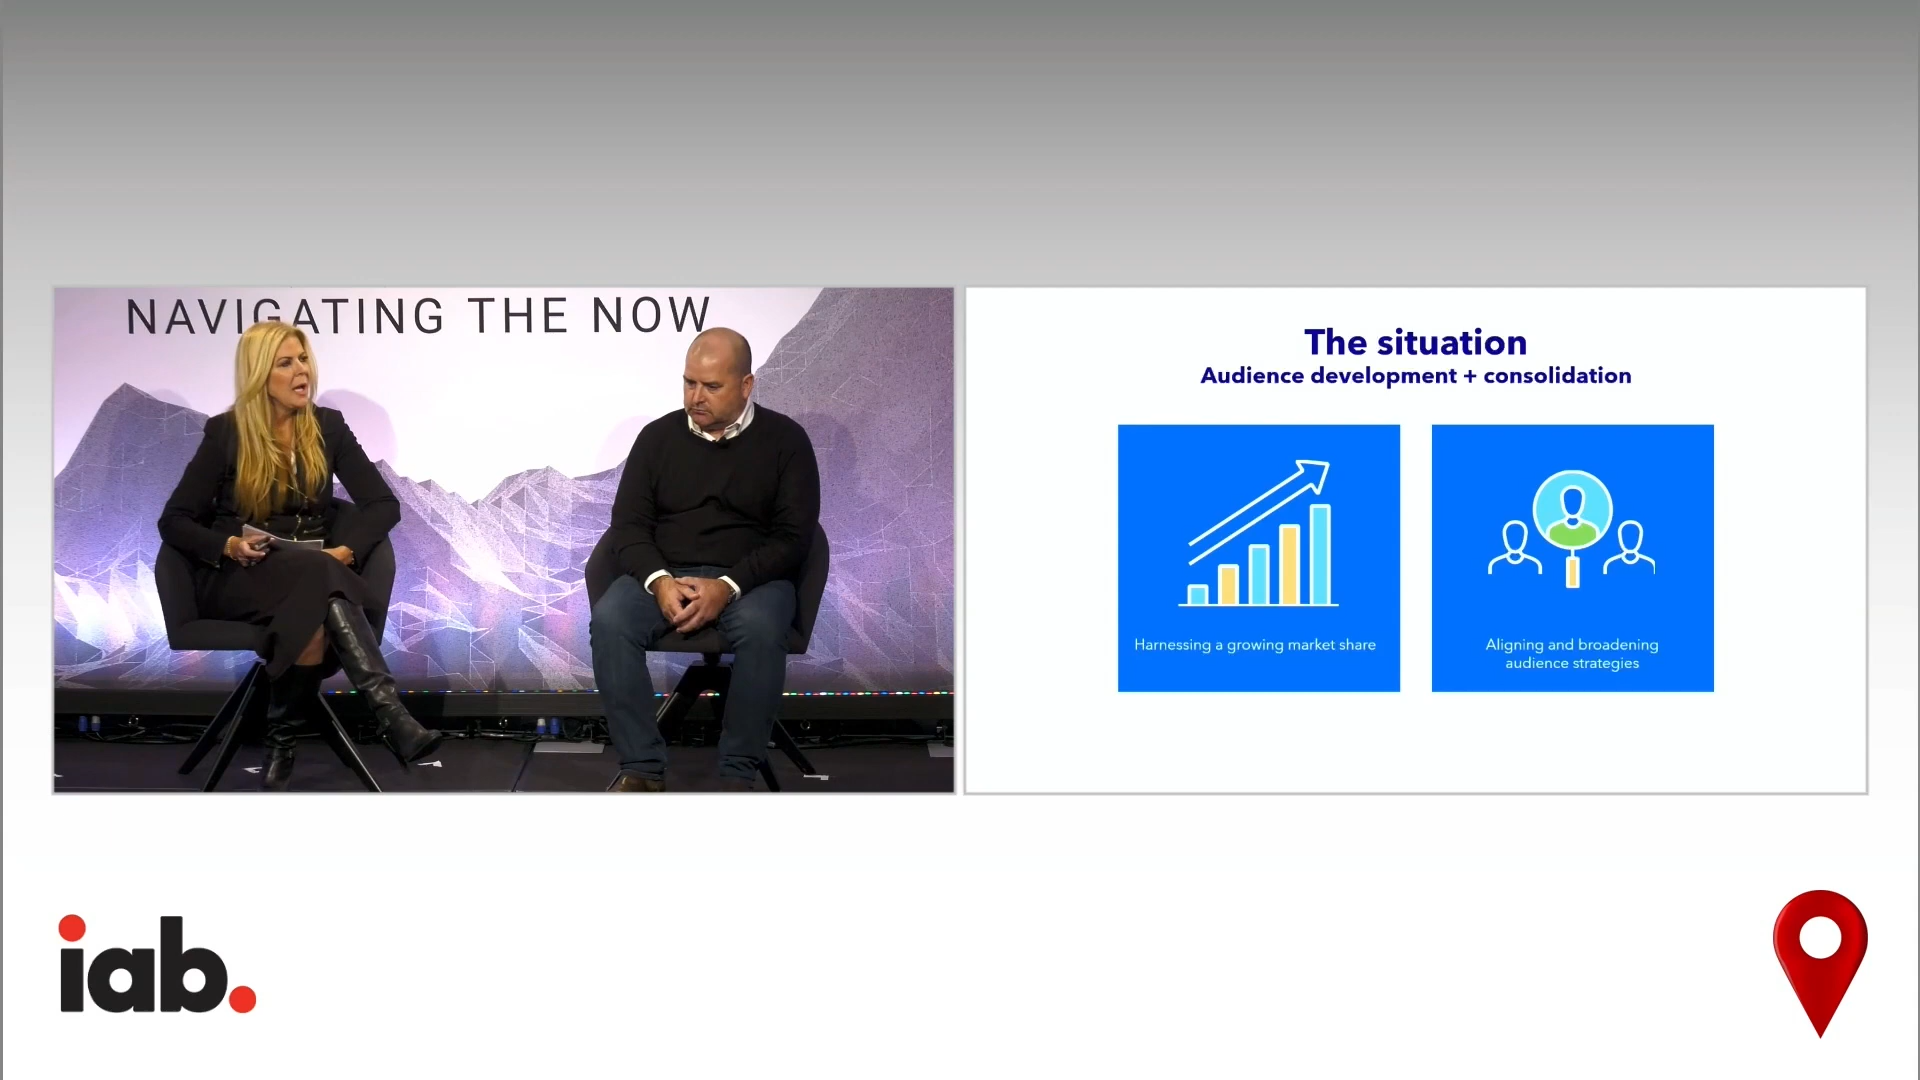 NAVIGATING THE NOW
The situation
Audience development + consolidation
Harnessing a growing market share
Aligning and broadening
audience strategies
iab.